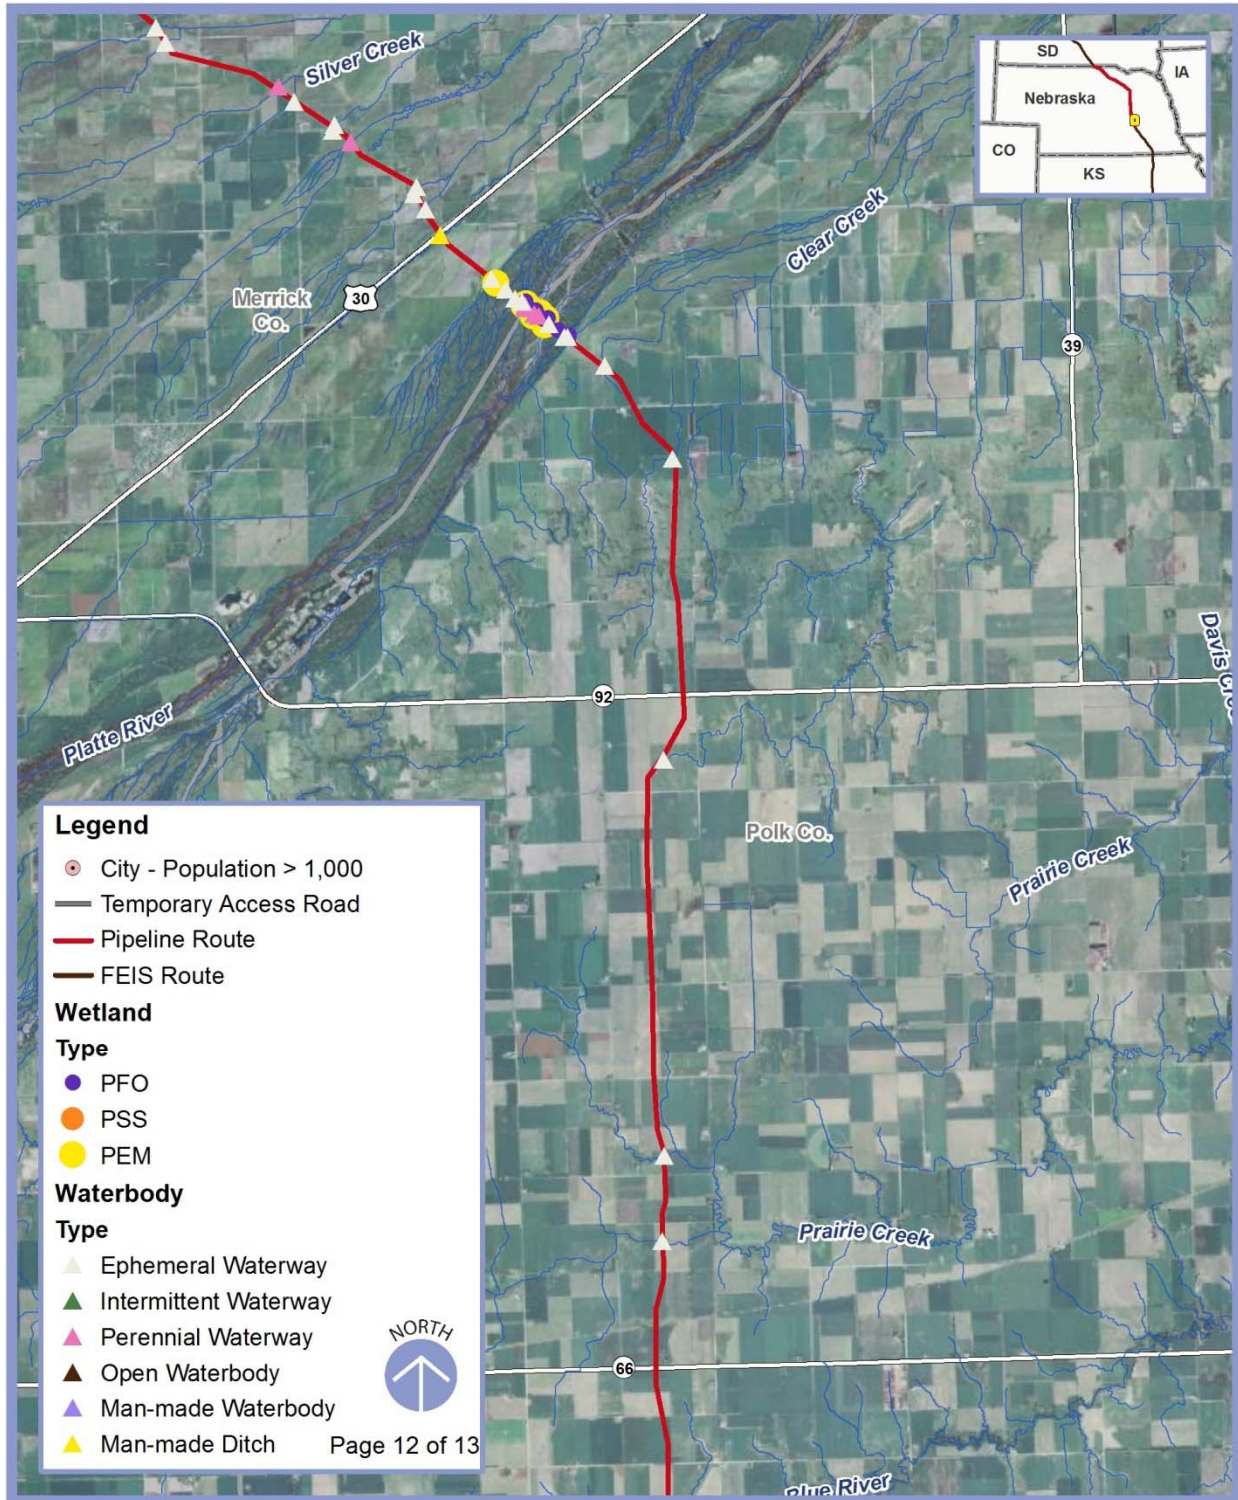 Silver Creek
SD
IA
Nebraska
CO
KS
Clear Creek
Merrick
Co.
30
39
92
Davis Cre
Platte River
Polk Co.
Prairie Creek
Prairie Creek
66
Blue River
Legend
City - Population > 1,000
Temporary Access Road
Pipeline Route
FEIS Route
Wetland
Type
PFO
PSS
PEM
Waterbody
Type
Ephemeral Waterway
Intermittent Waterway
Perennial Waterway
Open Waterbody
Man-made Waterbody
Man-made Ditch
NORTH
Page 12 of 13